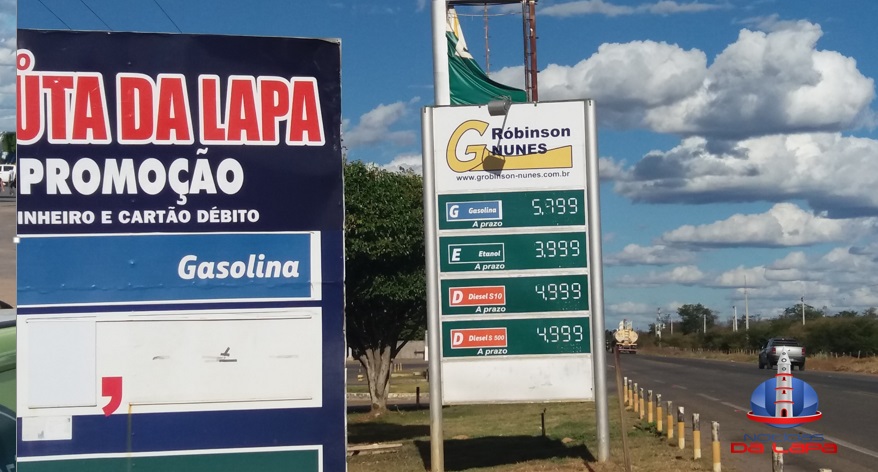 ÚTA DA LAPA
PROMOÇÃO
INHEIRO E CARTÃO DÉBITO
Gasolina
,
G Róbinson
NUNES
www.grobinson-nunes.com.br
G Gasolina 5,799
A prazo
E Etanol 3,999
A prazo
D Diesel S10 4,999
A prazo
D Diesel S 500 4,999
A prazo
DA LAPA